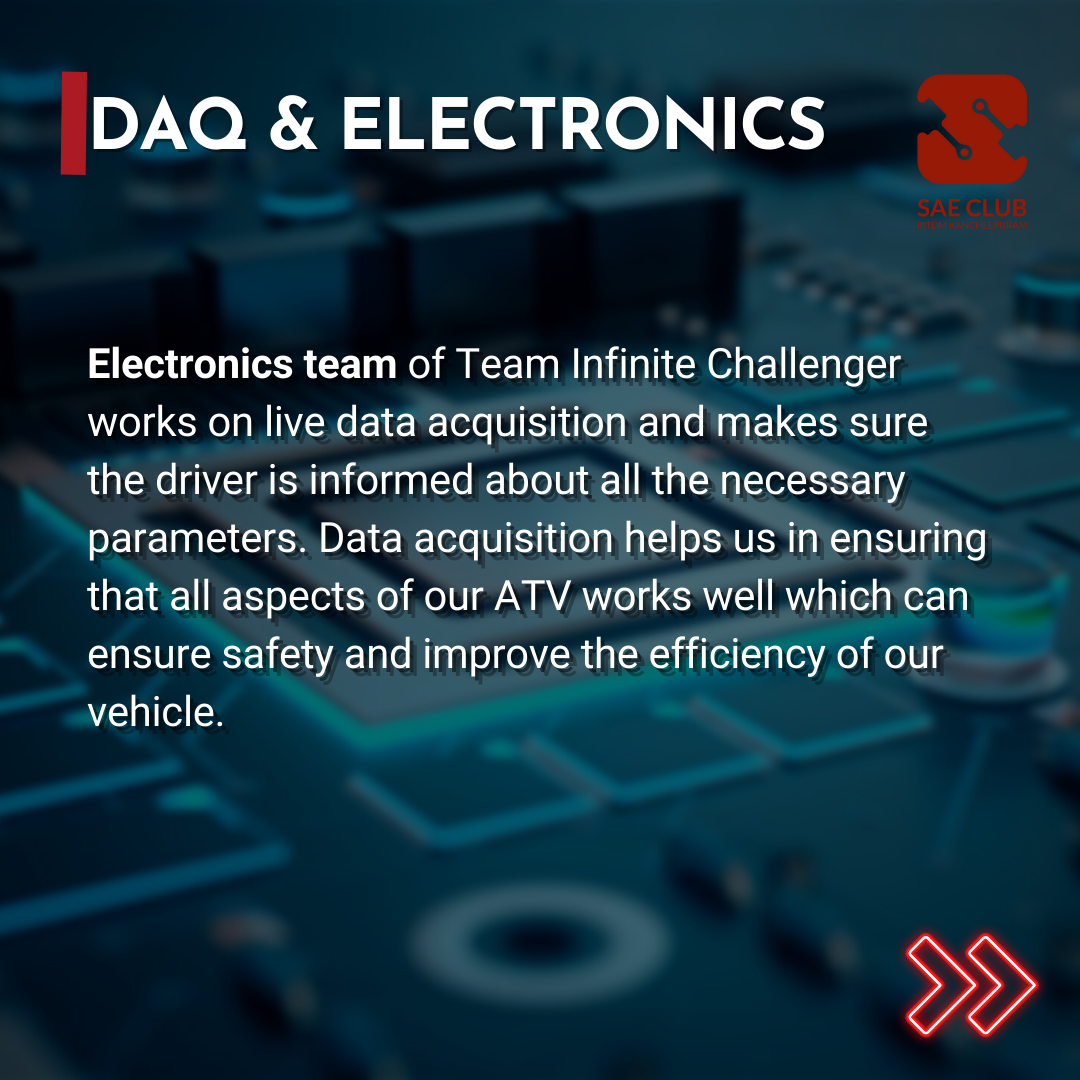 DAQ & ELECTRONICS
SAE CLUB
Electronics team of Team Infinite Challenger
works on live data acquisition and makes sure
the driver is informed about all the necessary
parameters. Data acquisition helps us in ensuring
that all aspects of our ATV works well which can
ensure safety and improve the efficiency of our
vehicle.